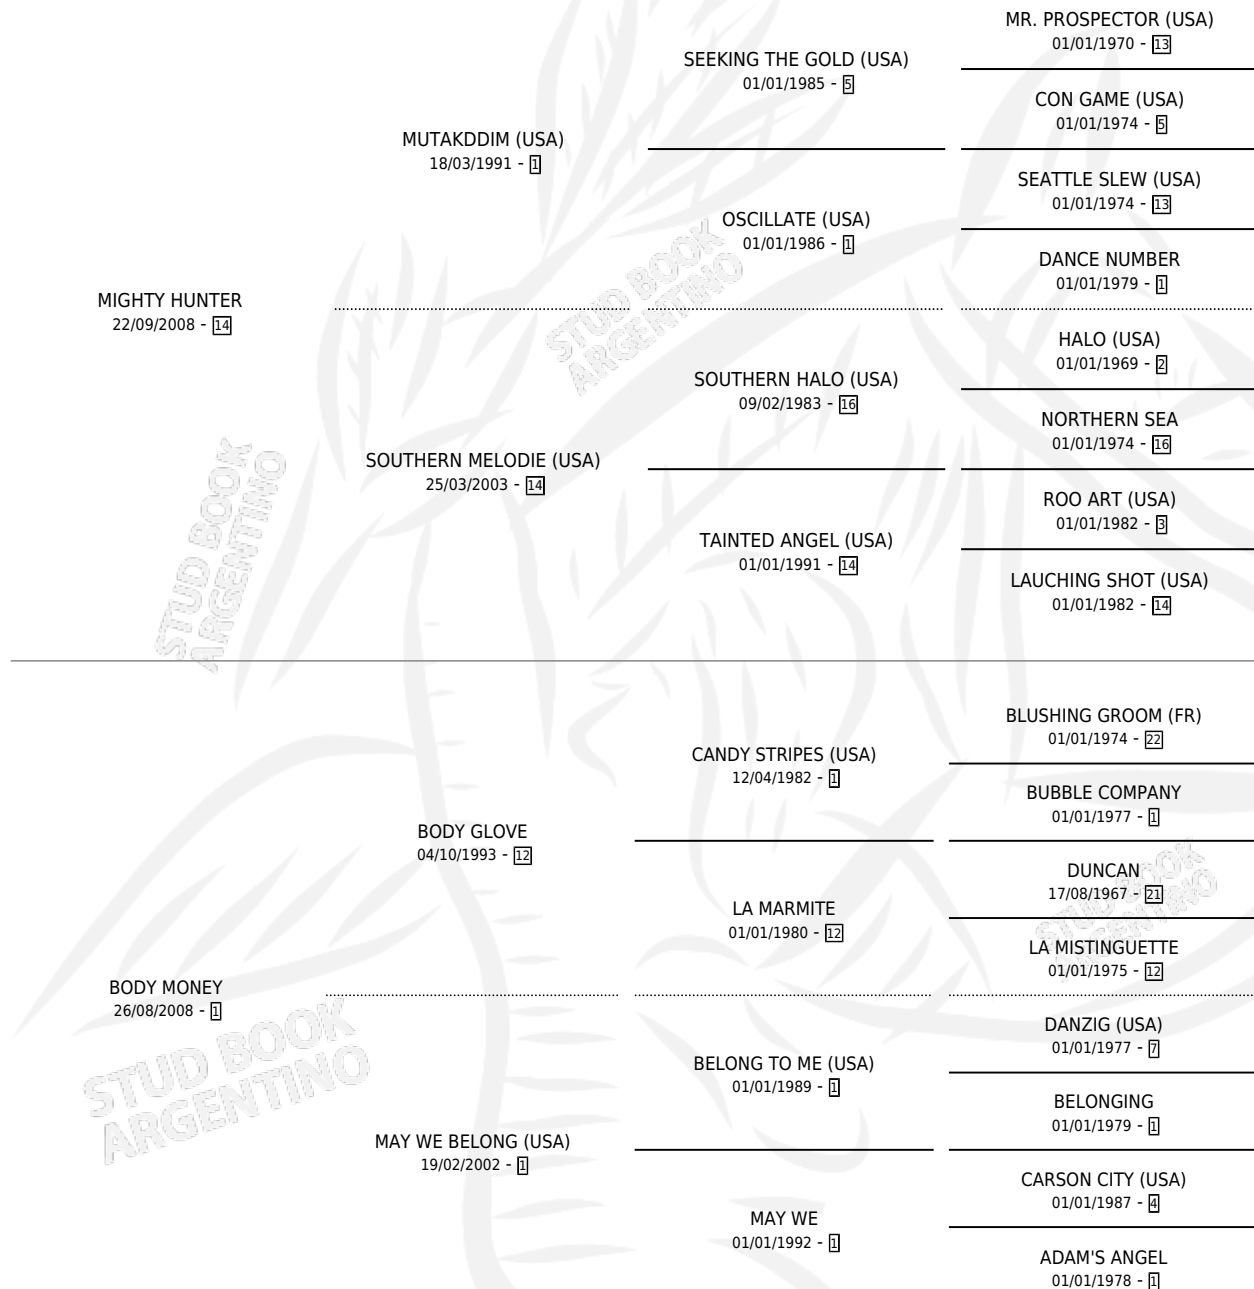 MR. PROSPECTOR (USA)
01/01/1970 - 13
SEEKING THE GOLD (USA)
01/01/1985 - 5
CON GAME (USA)
01/01/1974 - 5
MUTAKDDIM (USA)
18/03/1991 - 1
SEATTLE SLEW (USA)
01/01/1974 - 13
OSCILLATE (USA)
01/01/1986 - 1
DANCE NUMBER
01/01/1979 - 1
MIGHTY HUNTER
22/09/2008 - 14
HALO (USA)
01/01/1969 - 2
SOUTHERN HALO (USA)
09/02/1983 - 16
NORTHERN SEA
01/01/1974 - 16
SOUTHERN MELODIE (USA)
25/03/2003 - 14
ROO ART (USA)
01/01/1982 - 3
TAINTED ANGEL (USA)
01/01/1991 - 14
LAUCHING SHOT (USA)
01/01/1982 - 14
BLUSHING GROOM (FR)
01/01/1974 - 22
CANDY STRIPES (USA)
12/04/1982 - 1
BUBBLE COMPANY
01/01/1977 - 1
BODY GLOVE
04/10/1993 - 12
DUNCAN
17/08/1967 - 21
LA MARMITE
01/01/1980 - 12
LA MISTINGUETTE
01/01/1975 - 12
BODY MONEY
26/08/2008 - 1
DANZIG (USA)
01/01/1977 - 7
BELONG TO ME (USA)
01/01/1989 - 1
BELONGING
01/01/1979 - 1
MAY WE BELONG (USA)
19/02/2002 - 1
CARSON CITY (USA)
01/01/1987 - 4
MAY WE
01/01/1992 - 1
ADAM'S ANGEL
01/01/1978 - 1
STUD BOOK
ARGENTINO
STUD BOOK
ARGENTINO
STUD BOOK
ARGENTINO
STUD BOOK
ARGENTINO